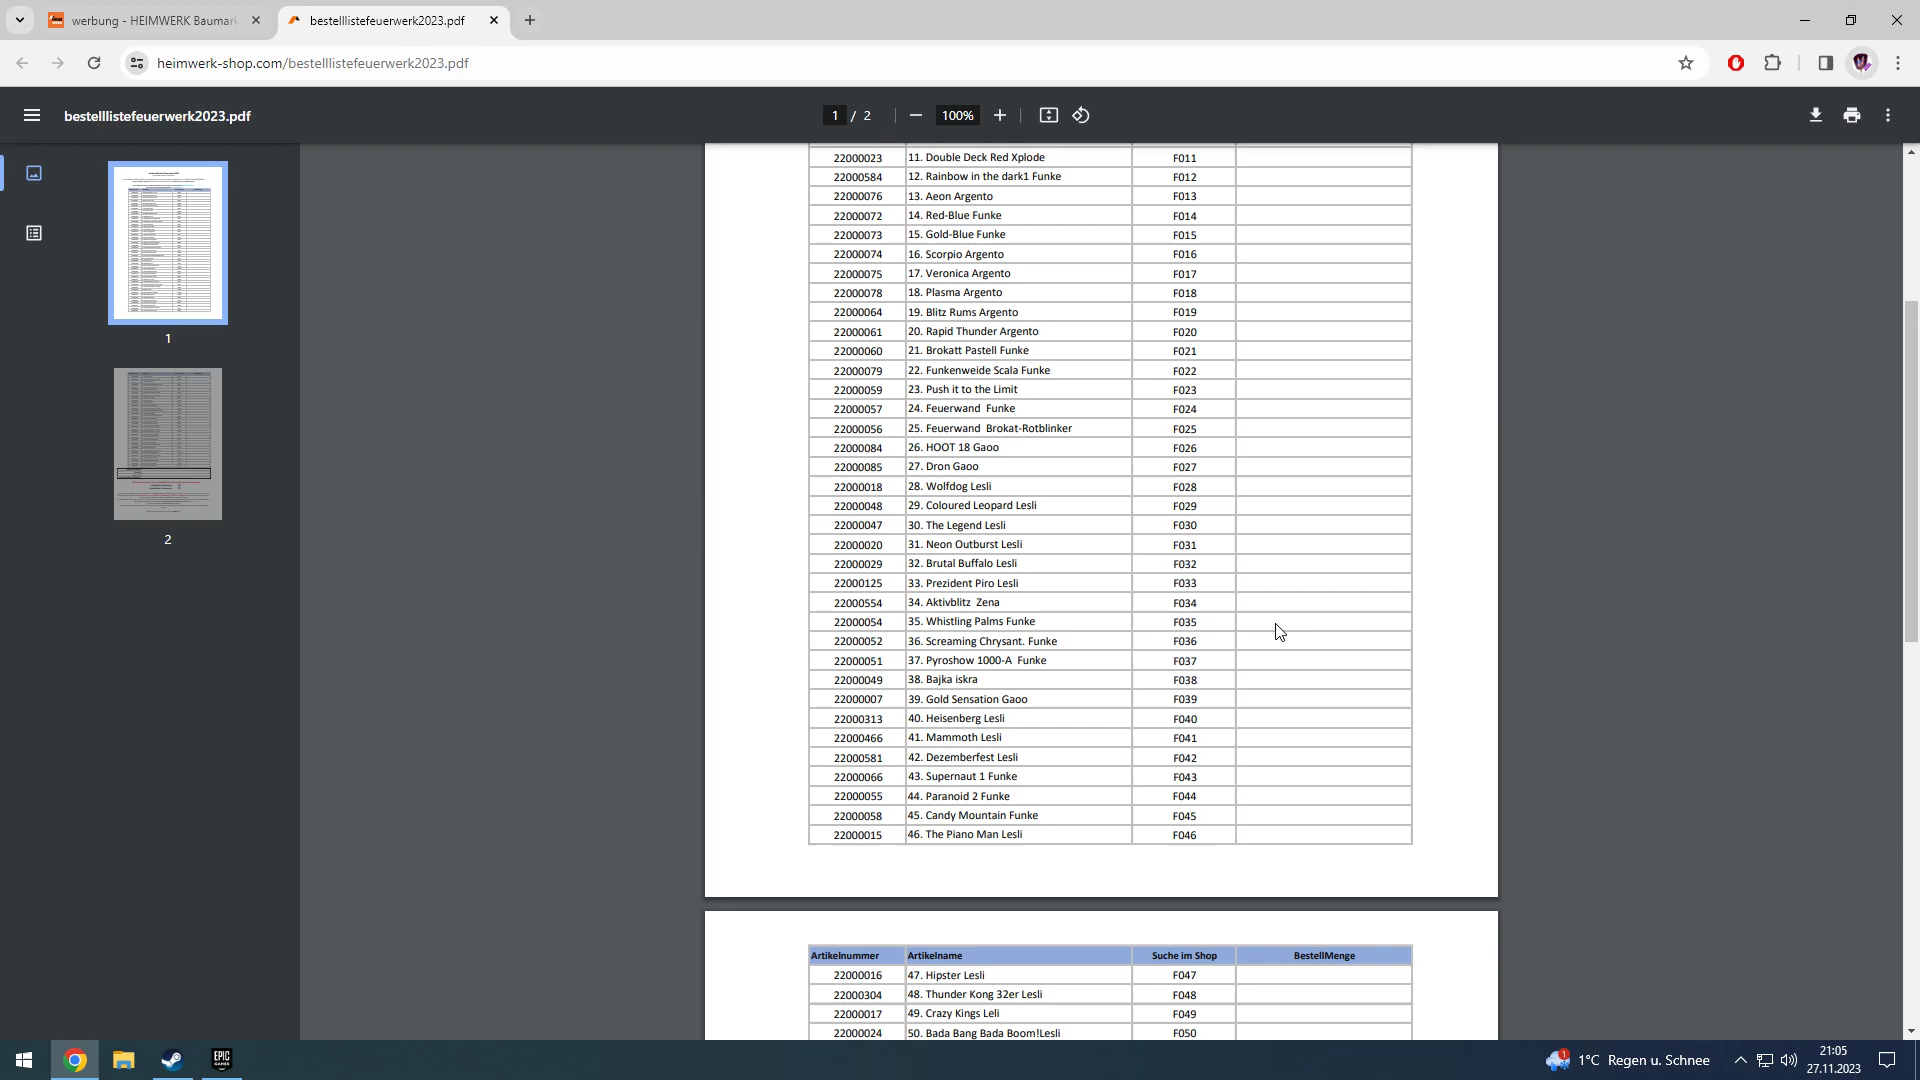 werbung - HEIMWERK Baumark
bestelllistefeuerwerk2023.pdf
heimwerk-shop.com/bestelllistefeuerwerk2023.pdf
bestelllistefeuerwerk2023.pdf
1 / 2
100%
22000023 11. Double Deck Red Xplode F011
22000584 12. Rainbow in the dark1 Funke F012
22000076 13. Aeon Argento F013
22000072 14. Red-Blue Funke F014
22000073 15. Gold-Blue Funke F015
22000074 16. Scorpio Argento F016
22000075 17. Veronica Argento F017
22000078 18. Plasma Argento F018
22000064 19. Blitz Rums Argento F019
22000061 20. Rapid Thunder Argento F020
22000060 21. Brokatt Pastell Funke F021
22000079 22. Funkenweide Scala Funke F022
22000059 23. Push it to the Limit F023
22000057 24. Feuerwand Funke F024
22000056 25. Feuerwand Brokat-Rotblinker F025
22000084 26. HOOT 18 Gaoo F026
22000085 27. Dron Gaoo F027
22000018 28. Wolfdog Lesli F028
22000048 29. Coloured Leopard Lesli F029
22000047 30. The Legend Lesli F030
22000020 31. Neon Outburst Lesli F031
22000029 32. Brutal Buffalo Lesli F032
22000125 33. Prezident Piro Lesli F033
22000554 34. Aktivblitz Zena F034
22000054 35. Whistling Palms Funke F035
22000052 36. Screaming Chrysant. Funke F036
22000051 37. Pyroshow 1000-A Funke F037
22000049 38. Bajka iskra F038
22000007 39. Gold Sensation Gaoo F039
22000313 40. Heisenberg Lesli F040
22000466 41. Mammoth Lesli F041
22000581 42. Dezemberfest Lesli F042
22000066 43. Supernaut 1 Funke F043
22000055 44. Paranoid 2 Funke F044
22000058 45. Candy Mountain Funke F045
22000015 46. The Piano Man Lesli F046
Artikelnummer Artikelname Suche im Shop BestellMenge
22000016 47. Hipster Lesli F047
22000304 48. Thunder Kong 32er Lesli F048
22000017 49. Crazy Kings Leli F049
22000024 50. Bada Bang Bada Boom!Lesli F050
1
2
EPIC GAMES
1
1°C Regen u. Schnee
21:05
27.11.2023